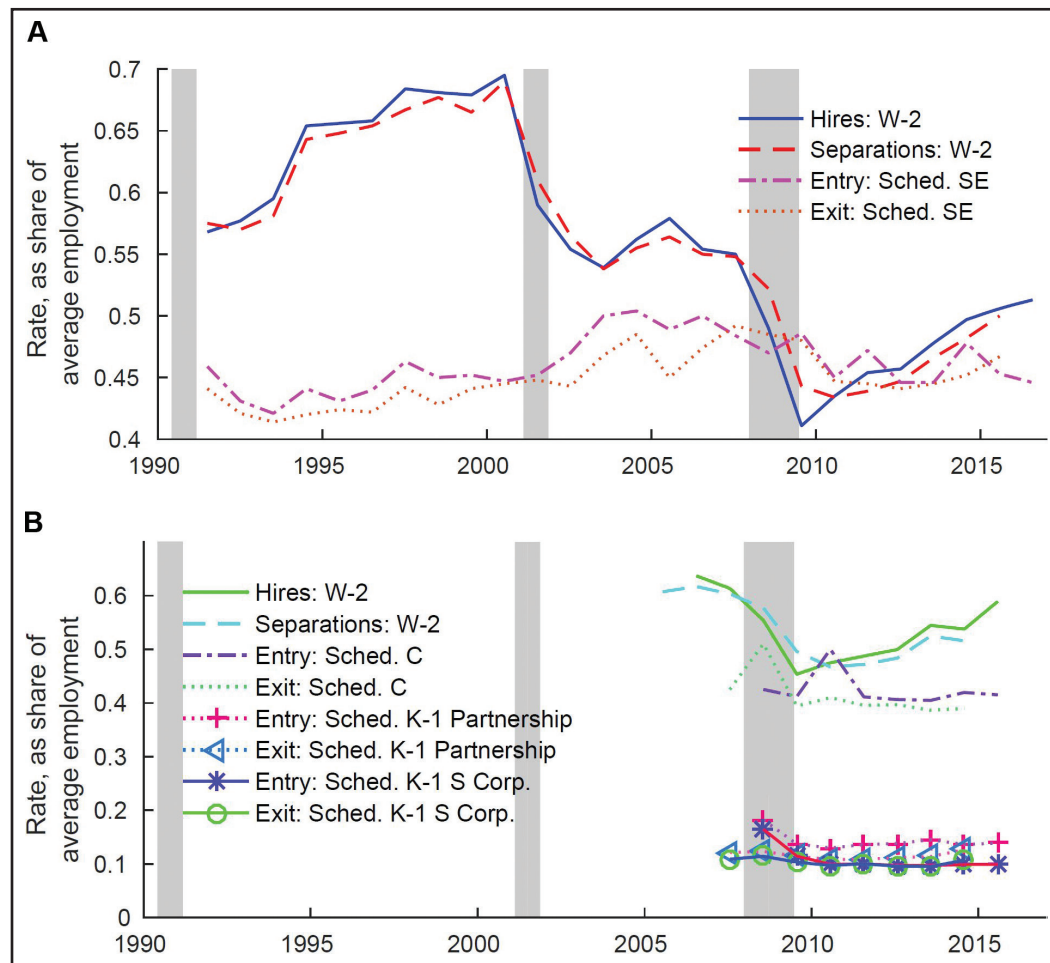 A
0.7
0.65
0.6
0.55
0.5
0.45
0.4
Rate, as share of
average employment
Hires: W-2
Separations: W-2
Entry: Sched. SE
Exit: Sched. SE
1990 1995 2000 2005 2010 2015
B
0.6
0.5
0.4
0.3
0.2
0.1
0
Rate, as share of
average employment
Hires: W-2
Separations: W-2
Entry: Sched. C
Exit: Sched. C
Entry: Sched. K-1 Partnership
Exit: Sched. K-1 Partnership
Entry: Sched. K-1 S Corp.
Exit: Sched. K-1 S Corp.
1990 1995 2000 2005 2010 2015